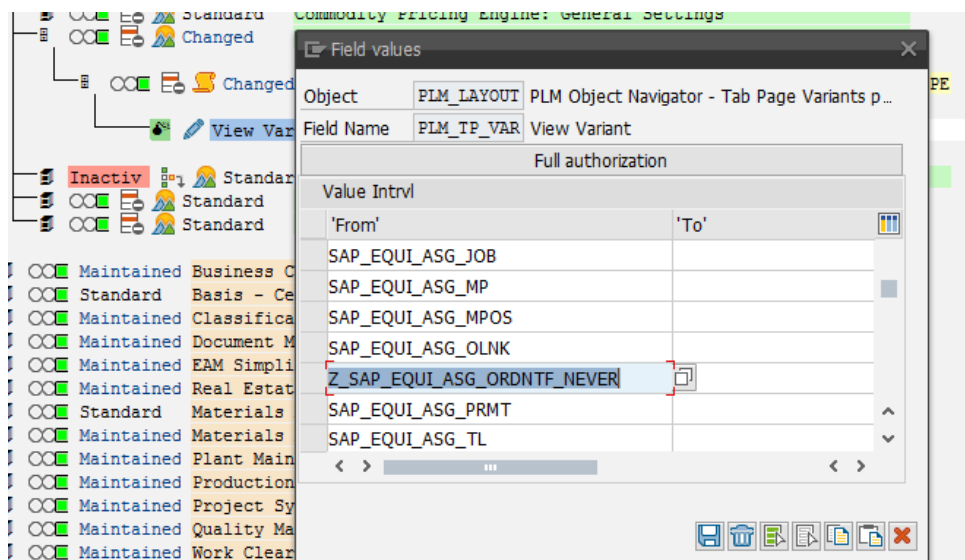 Standard Commodity Pricing Engine: General Settings
Changed
Field values
Changed
PE
Object PLM_LAYOUT PLM Object Navigator - Tab Page Variants p...
View Var
Field Name PLM_TP_VAR View Variant
Full authorization
Inactiv Standar
Value Intrvl
Standard
'From' 'To'
Standard
SAP_EQUI_ASG_JOB
Maintained Business C
SAP_EQUI_ASG_MP
Standard Basis - Ce
Maintained Classifica
SAP_EQUI_ASG_MPOS
Maintained Document M
SAP_EQUI_ASG_OLNK
Maintained EAM Simpli
Z_SAP_EQUI_ASG_ORDNTF_NEVER
Maintained Real Estat
Standard Materials
SAP_EQUI_ASG_PRMT
Maintained Materials
SAP_EQUI_ASG_TL
Maintained Plant Main
Maintained Production
Maintained Project Sy
Maintained Quality Ma
Maintained Work Clear